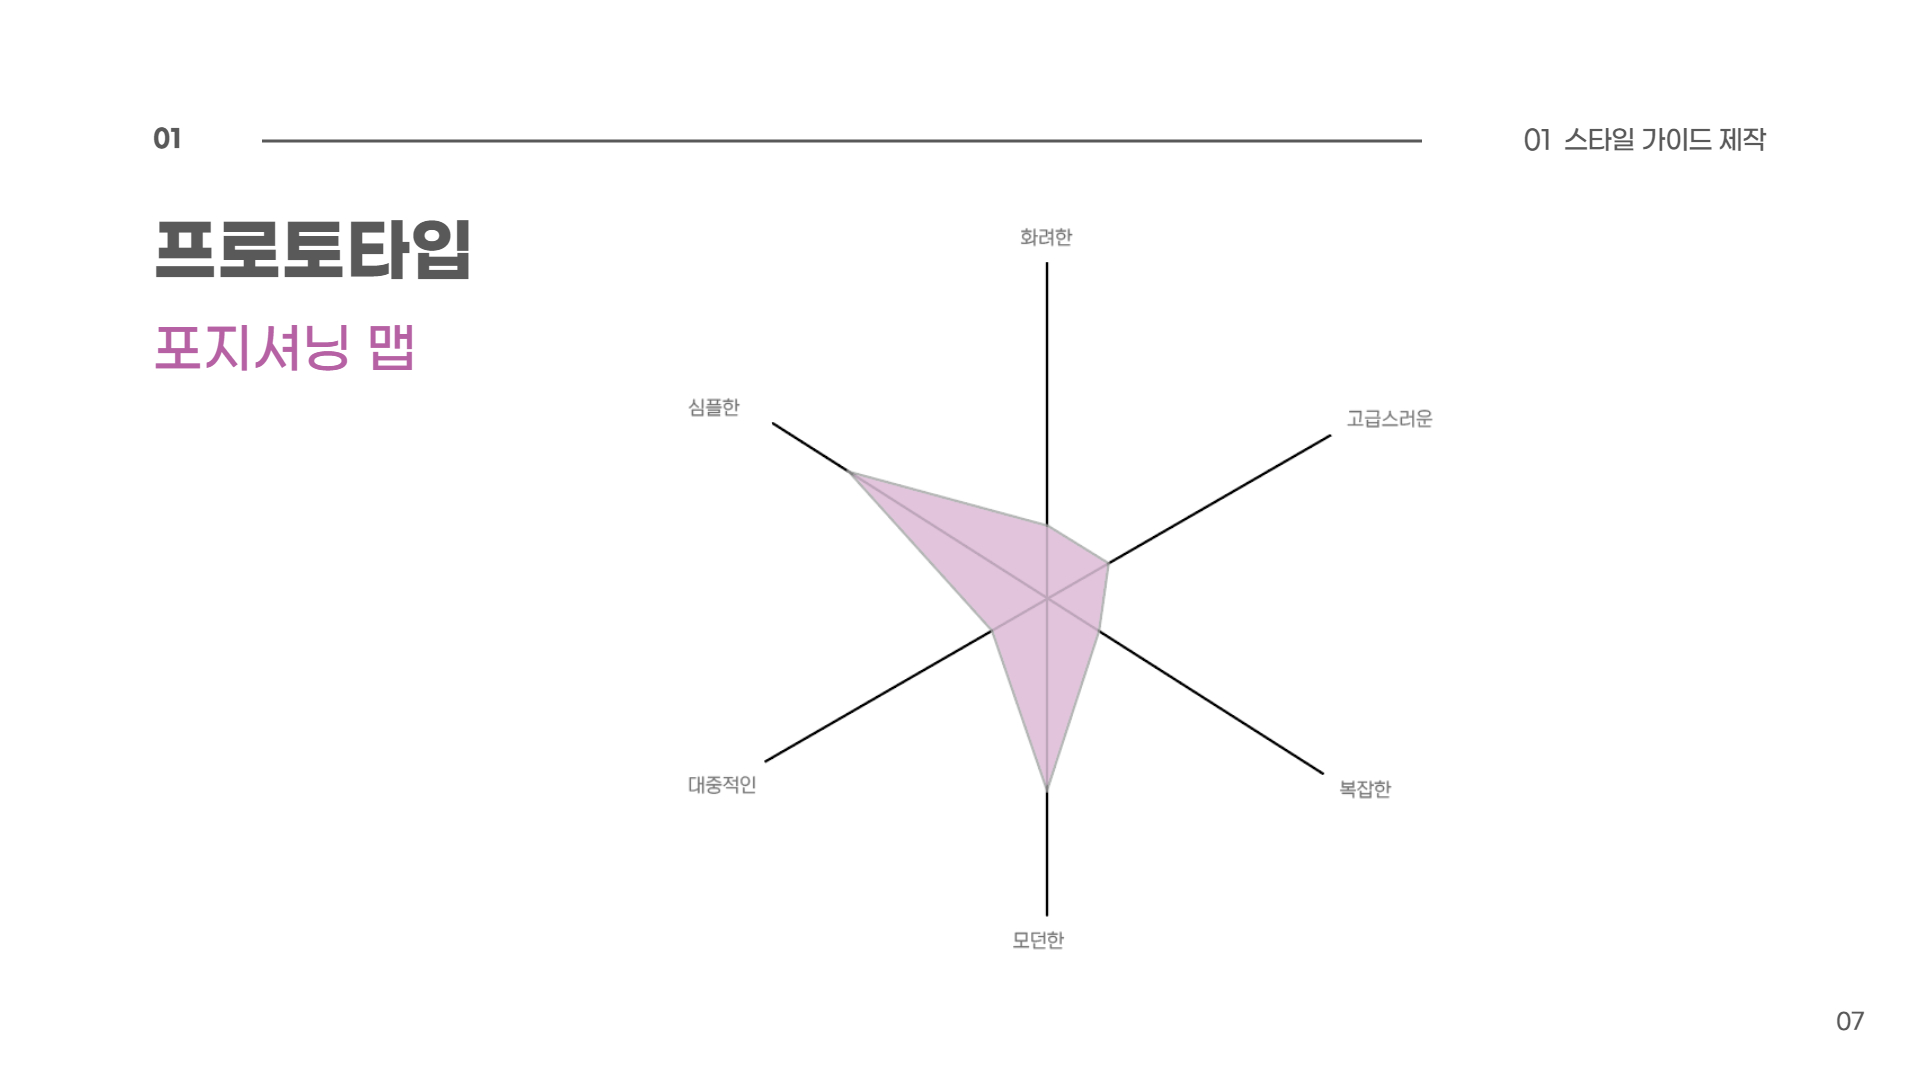 01
01 스타일 가이드 제작
프로토타입
포지셔닝 맵
화려한
심플한
고급스러운
대중적인
복잡한
모던한
07